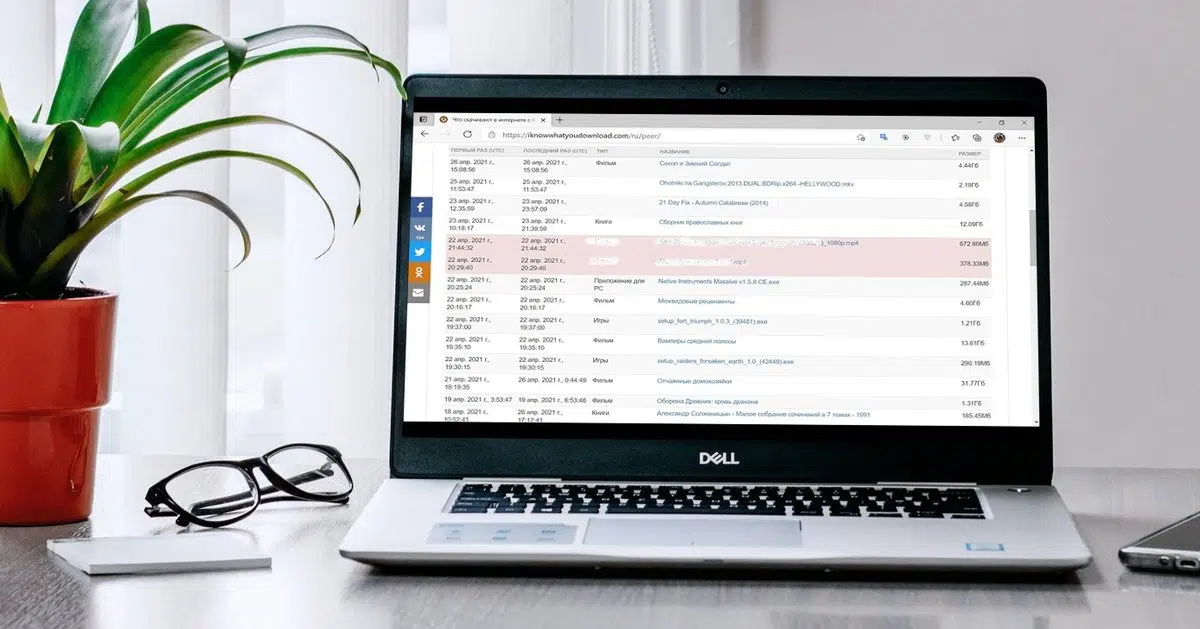 Что скачивают в интернете с
https://iknowwhatyoudownload.com/ru/peer/
ПЕРВЫЙ РАЗ (UTC) ПОСЛЕДНИЙ РАЗ (UTC) ТИП НАЗВАНИЕ РАЗМЕР
26 апр. 2021 г., 15:08:56 26 апр. 2021 г., 15:08:56 Фильм Сокол и Зимний Солдат 4.44Гб
25 апр. 2021 г., 11:53:47 25 апр. 2021 г., 11:53:47 Ohotniki.na.Gangsterov.2013.DUAL.BDRip.x264.-HELLYWOOD.mkv 2.19Гб
23 апр. 2021 г., 12:35:59 23 апр. 2021 г., 23:57:09 21 Day Fix - Autumn Calabrese (2014) 4.58Гб
23 апр. 2021 г., 10:18:17 23 апр. 2021 г., 21:39:59 Книги Сборник православных книг 12.09Гб
22 апр. 2021 г., 21:44:32 22 апр. 2021 г., 21:44:32 _1080p.mp4 672.80Мб
22 апр. 2021 г., 20:29:40 22 апр. 2021 г., 20:29:40 .mp4 378.33Мб
22 апр. 2021 г., 20:25:24 22 апр. 2021 г., 20:25:24 Приложение для PC Native Instruments Massive v1.5.8 CE.exe 287.44Мб
22 апр. 2021 г., 20:16:17 22 апр. 2021 г., 20:16:17 Фильм Межвидовые реципиенты 4.60Гб
22 апр. 2021 г., 19:37:00 22 апр. 2021 г., 19:37:00 Игры setup_fort_triumph_1.0.3_(39481).exe 1.21Гб
22 апр. 2021 г., 19:35:10 22 апр. 2021 г., 19:35:10 Фильм Вампиры средней полосы 13.61Гб
22 апр. 2021 г., 19:30:15 22 апр. 2021 г., 19:30:15 Игры setup_raiders_forsaken_earth_1.0_(42449).exe 290.18Мб
21 апр. 2021 г., 18:19:35 26 апр. 2021 г., 0:44:49 Фильм Отчаянные домохозяйки 31.77Гб
19 апр. 2021 г., 3:53:47 19 апр. 2021 г., 6:53:46 Фильм Оборона Древних: кровь дракона 1.31Гб
18 апр. 2021 г., 10:52:41 26 апр. 2021 г., 17:12:41 Книги Александр Солженицын - Малое собрание сочинений в 7 томах - 1991 185.45Мб
DELL